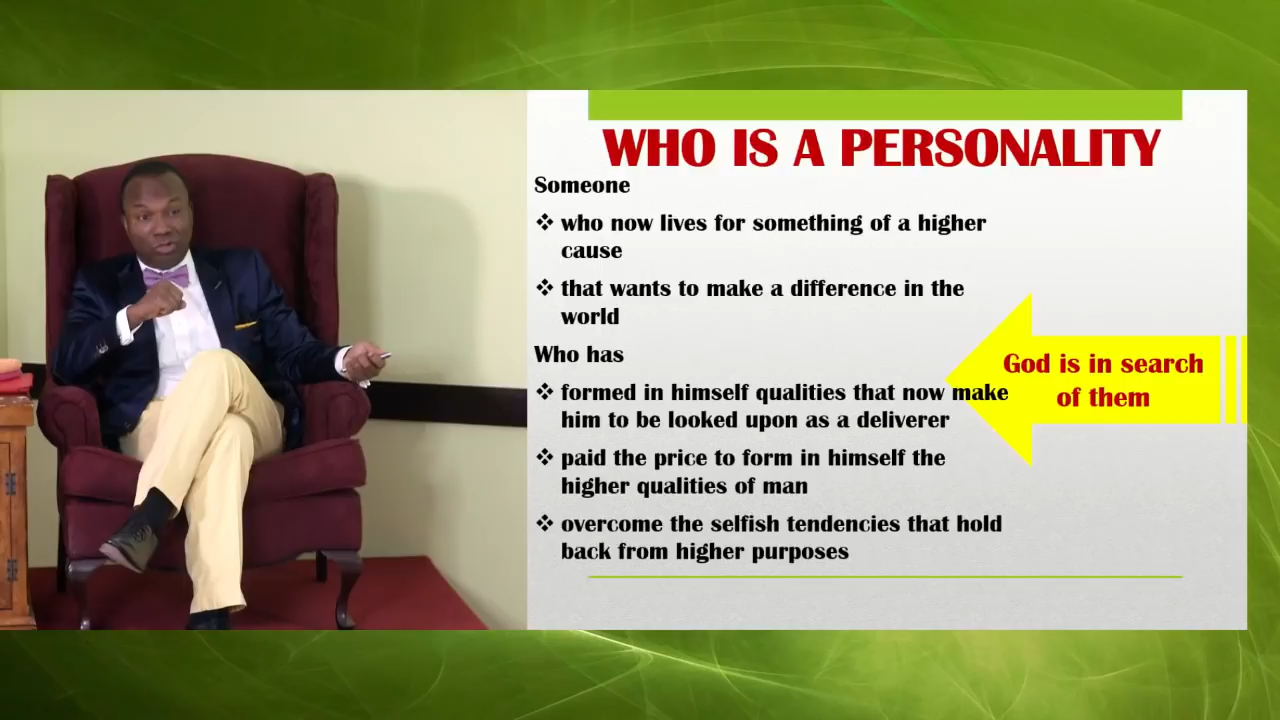 WHO IS A PERSONALITY
Someone
❖ who now lives for something of a higher
cause
❖ that wants to make a difference in the
world
Who has
❖ formed in himself qualities that now make
him to be looked upon as a deliverer
❖ paid the price to form in himself the
higher qualities of man
❖ overcome the selfish tendencies that hold
back from higher purposes
God is in search
of them